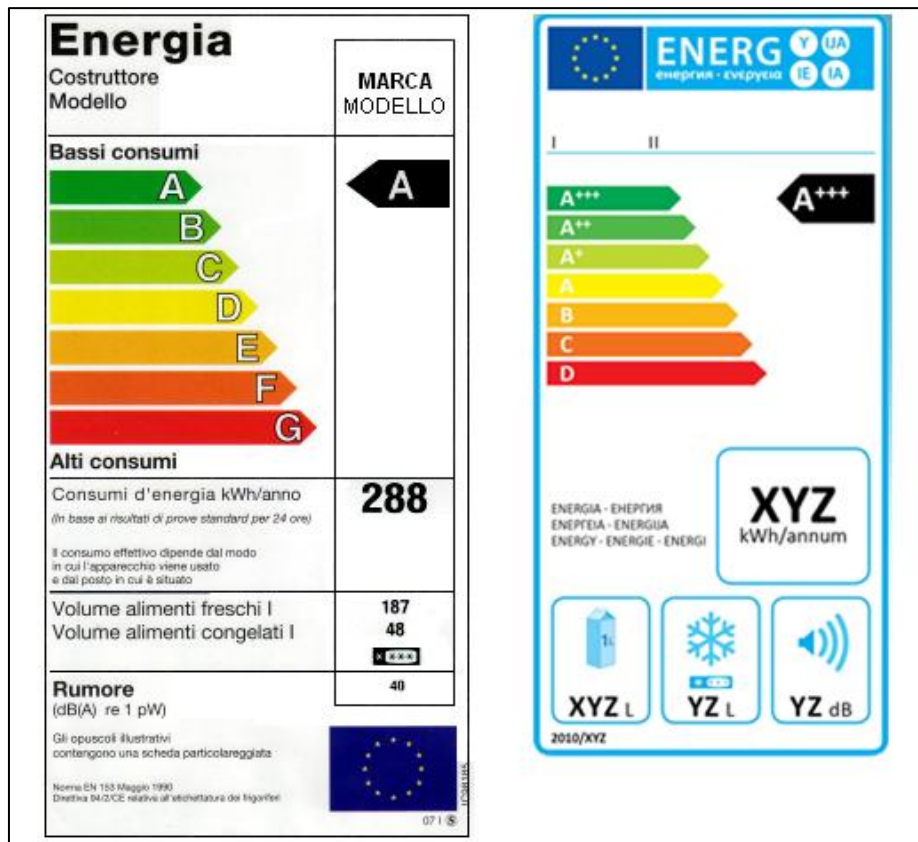 Energia
Costruttore
Modello
MARCA
MODELLO
Bassi consumi
A
A
B
C
D
E
F
G
Alti consumi
Consumi d'energia kWh/anno
288
(In base ai risultati di prove standard per 24 ore)
Il consumo effettivo dipende dal modo
in cui l'apparecchio viene usato
e dal posto in cui è situato
Volume alimenti freschi l
187
Volume alimenti congelati l
48
Rumore
40
(dB(A) re 1 pW)
Gli opuscoli illustrativi
contengono una scheda particolareggiata
Norma EN 153 Maggio 1990
Direttiva 94/2/CE relativa all'etichettatura dei frigoriferi
07 I S
ENERG
Y UA
IE IA
енергия · ενεργεια
I II
A+++
A+++
A++
A+
A
B
C
D
ENERGIA · ЕНЕРГИЯ
ΕΝΕΡΓΕΙΑ · ENERGIJA
ENERGY · ENERGIE · ENERGI
XYZ
kWh/annum
1L
XYZ L
YZ L
YZ dB
2010/XYZ